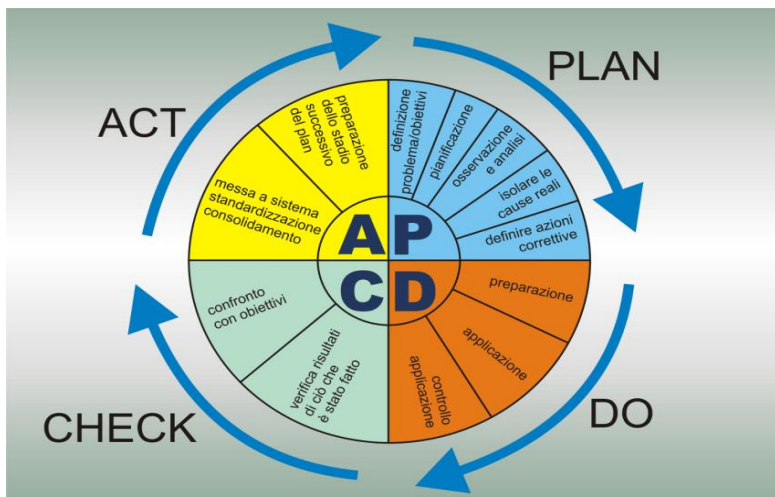 PLAN
definizione
problema/obiettivi
pianificazione
osservazione
e analisi
isolare le
cause reali
definire azioni
correttive
DO
preparazione
applicazione
controllo
applicazione
CHECK
verifica risultati
di ciò che
è stato fatto
confronto
con obiettivi
ACT
messa a sistema
standardizzazione
consolidamento
preparazione
dello stadio
successivo
del plan
A P
C D